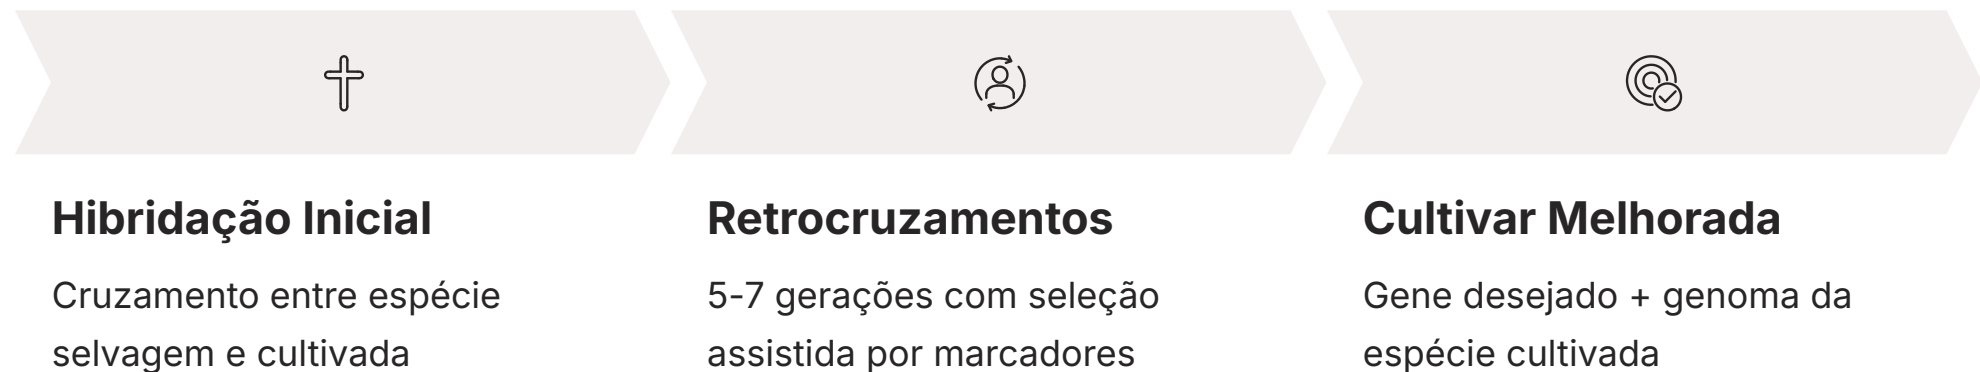 Hibridação Inicial
Cruzamento entre espécie
selvagem e cultivada
Retrocruzamentos
5-7 gerações com seleção
assistida por marcadores
Cultivar Melhorada
Gene desejado + genoma da
espécie cultivada